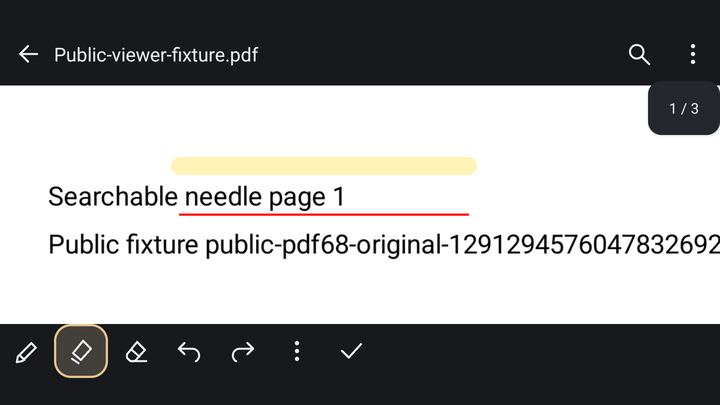 Public-viewer-fixture.pdf
1 / 3
Searchable needle page 1
Public fixture public-pdf68-original-1291294576047832692